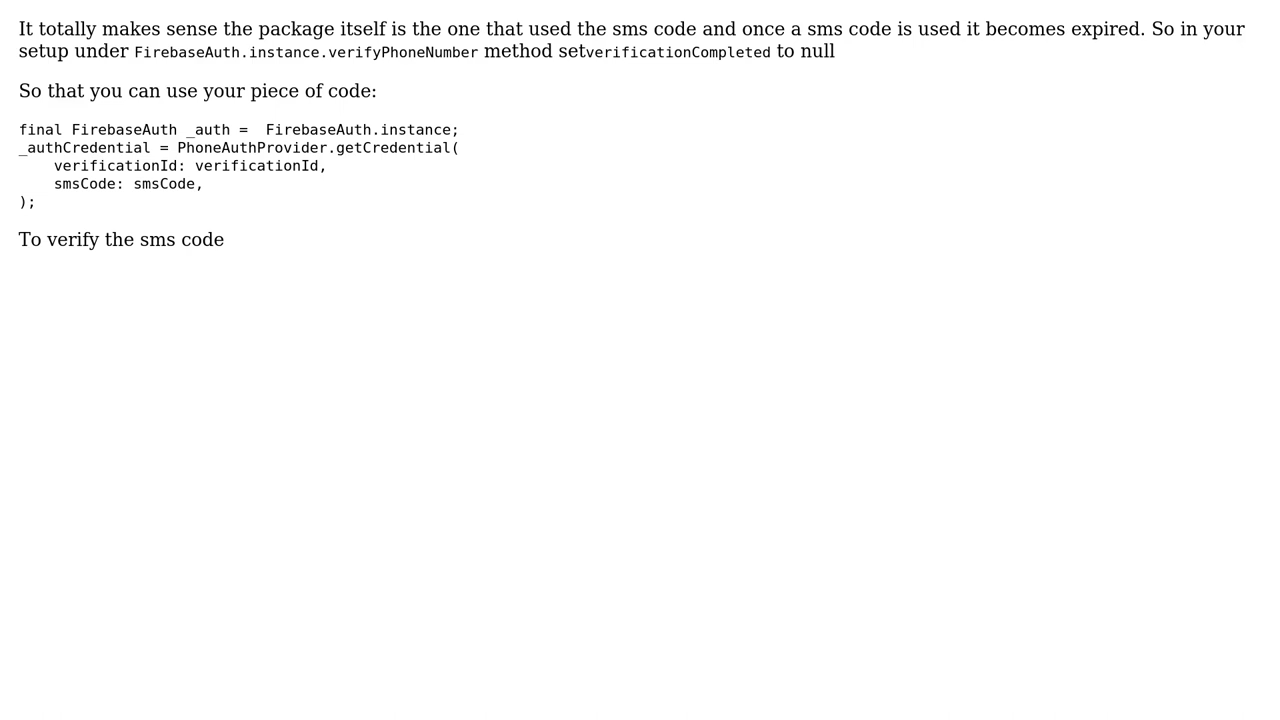 It totally makes sense the package itself is the one that used the sms code and once a sms code is used it becomes expired. So in your
setup under FirebaseAuth.instance.verifyPhoneNumber method setverificationCompleted to null
So that you can use your piece of code:
final FirebaseAuth _auth =  FirebaseAuth.instance;
_authCredential = PhoneAuthProvider.getCredential(
    verificationId: verificationId,
    smsCode: smsCode,
);
To verify the sms code